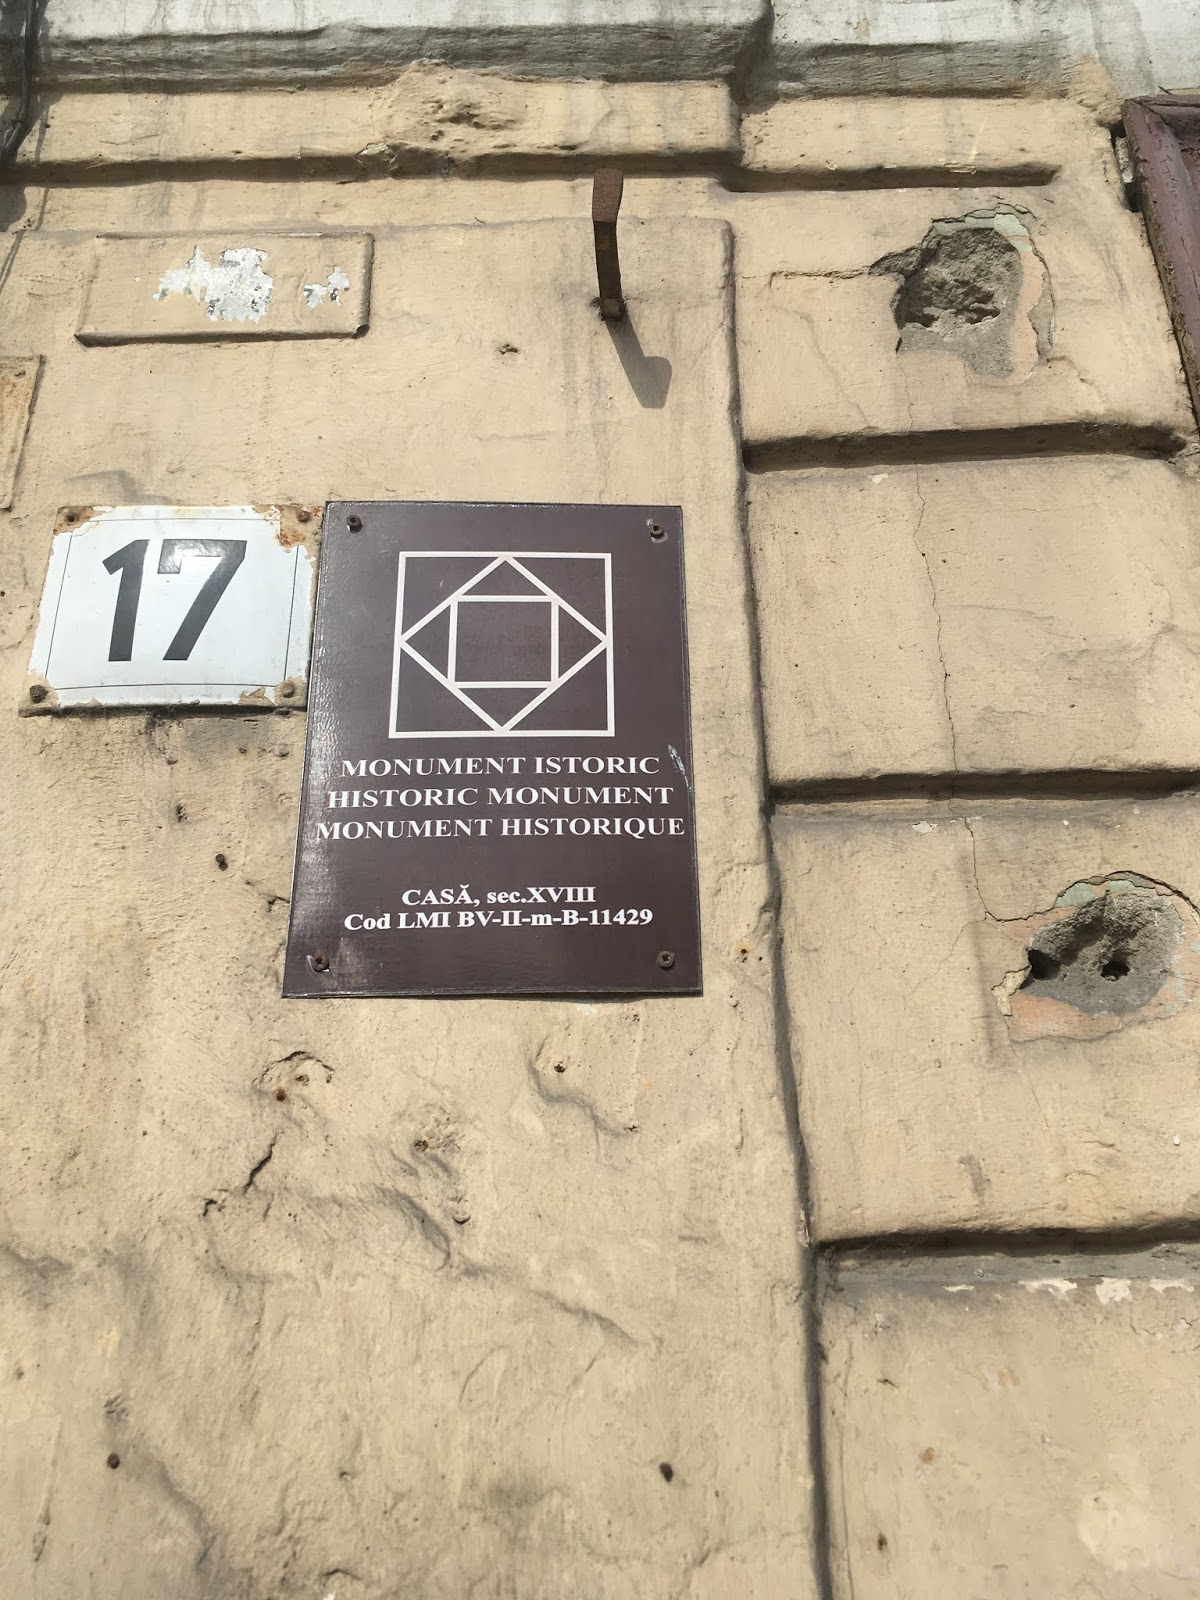 17
MONUMENT ISTORIC
HISTORIC MONUMENT
MONUMENT HISTORIQUE
CASĂ, sec.XVIII
Cod LMI BV-II-m-B-11429